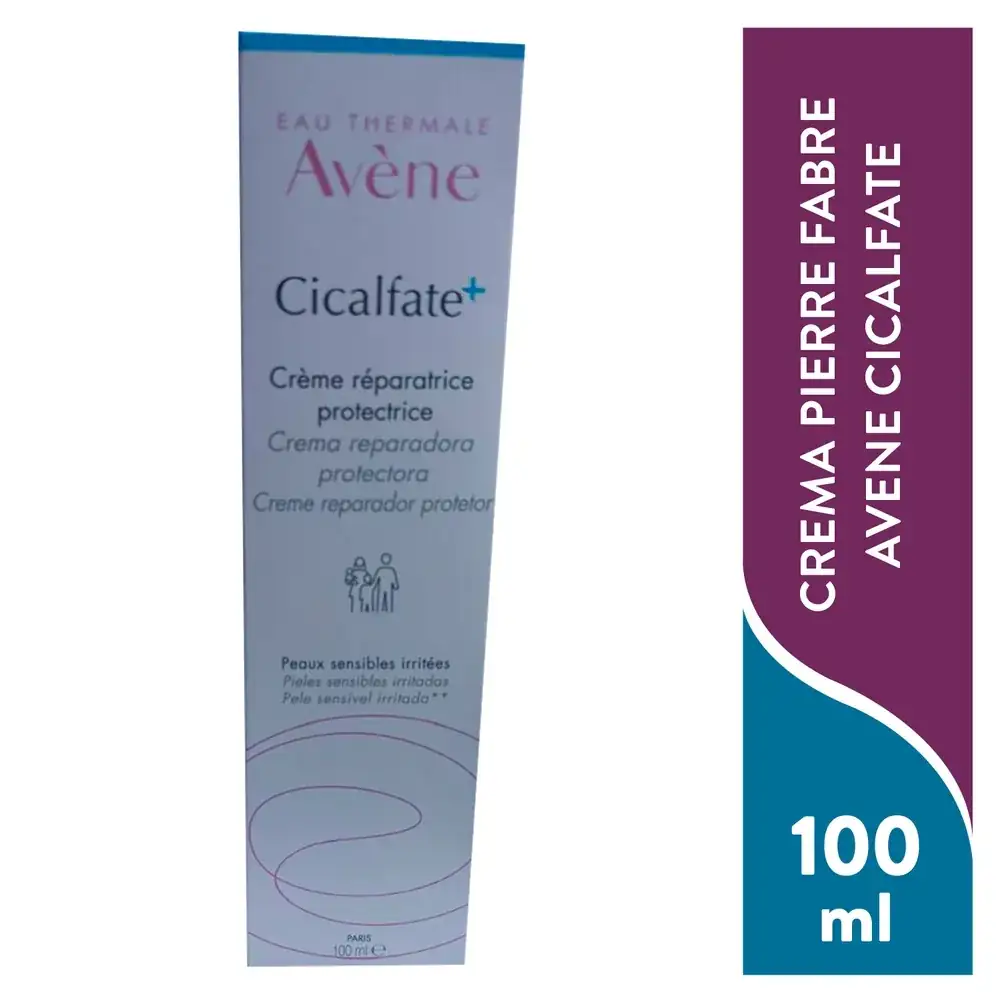 EAU THERMALE
Avène
Cicalfate+
Crème réparatrice
protectrice
Crema reparadora
protectora
Creme reparador protetor
Peaux sensibles irritées
Pieles sensibles irritadas
Pele sensível irritada**
PARIS
100 ml ℮
CREMA PIERRE FABRE
AVENE CICALFATE
100
ml